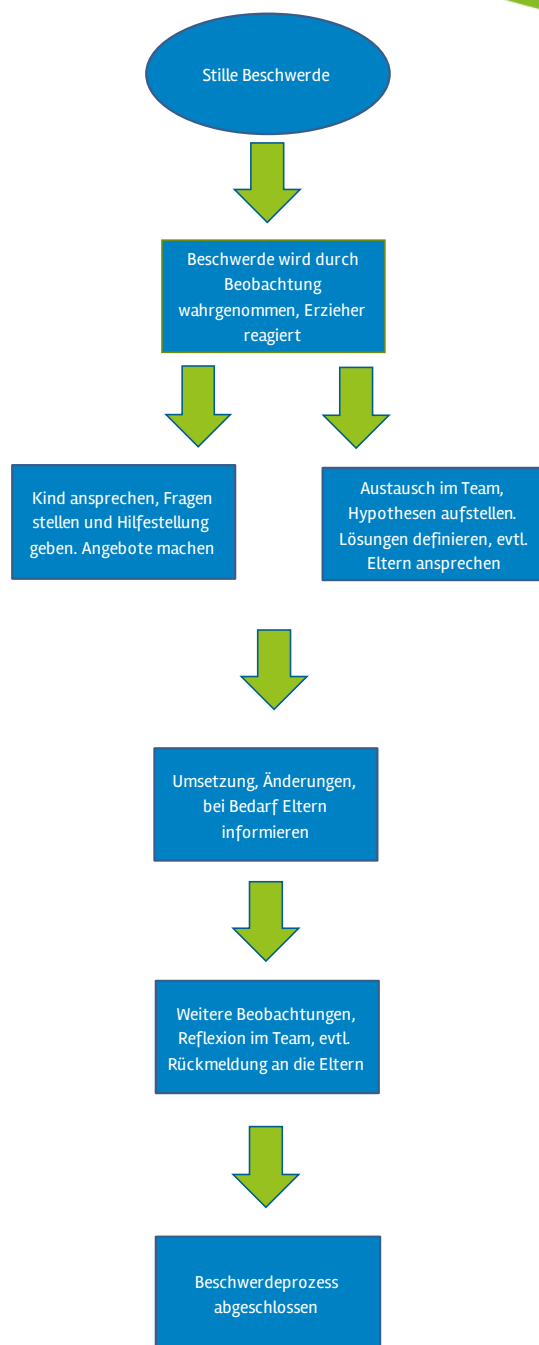 Stille Beschwerde
Beschwerde wird durch
Beobachtung
wahrgenommen, Erzieher
reagiert
Kind ansprechen, Fragen
stellen und Hilfestellung
geben. Angebote machen
Austausch im Team,
Hypothesen aufstellen.
Lösungen definieren, evtl.
Eltern ansprechen
Umsetzung, Änderungen,
bei Bedarf Eltern
informieren
Weitere Beobachtungen,
Reflexion im Team, evtl.
Rückmeldung an die Eltern
Beschwerdeprozess
abgeschlossen